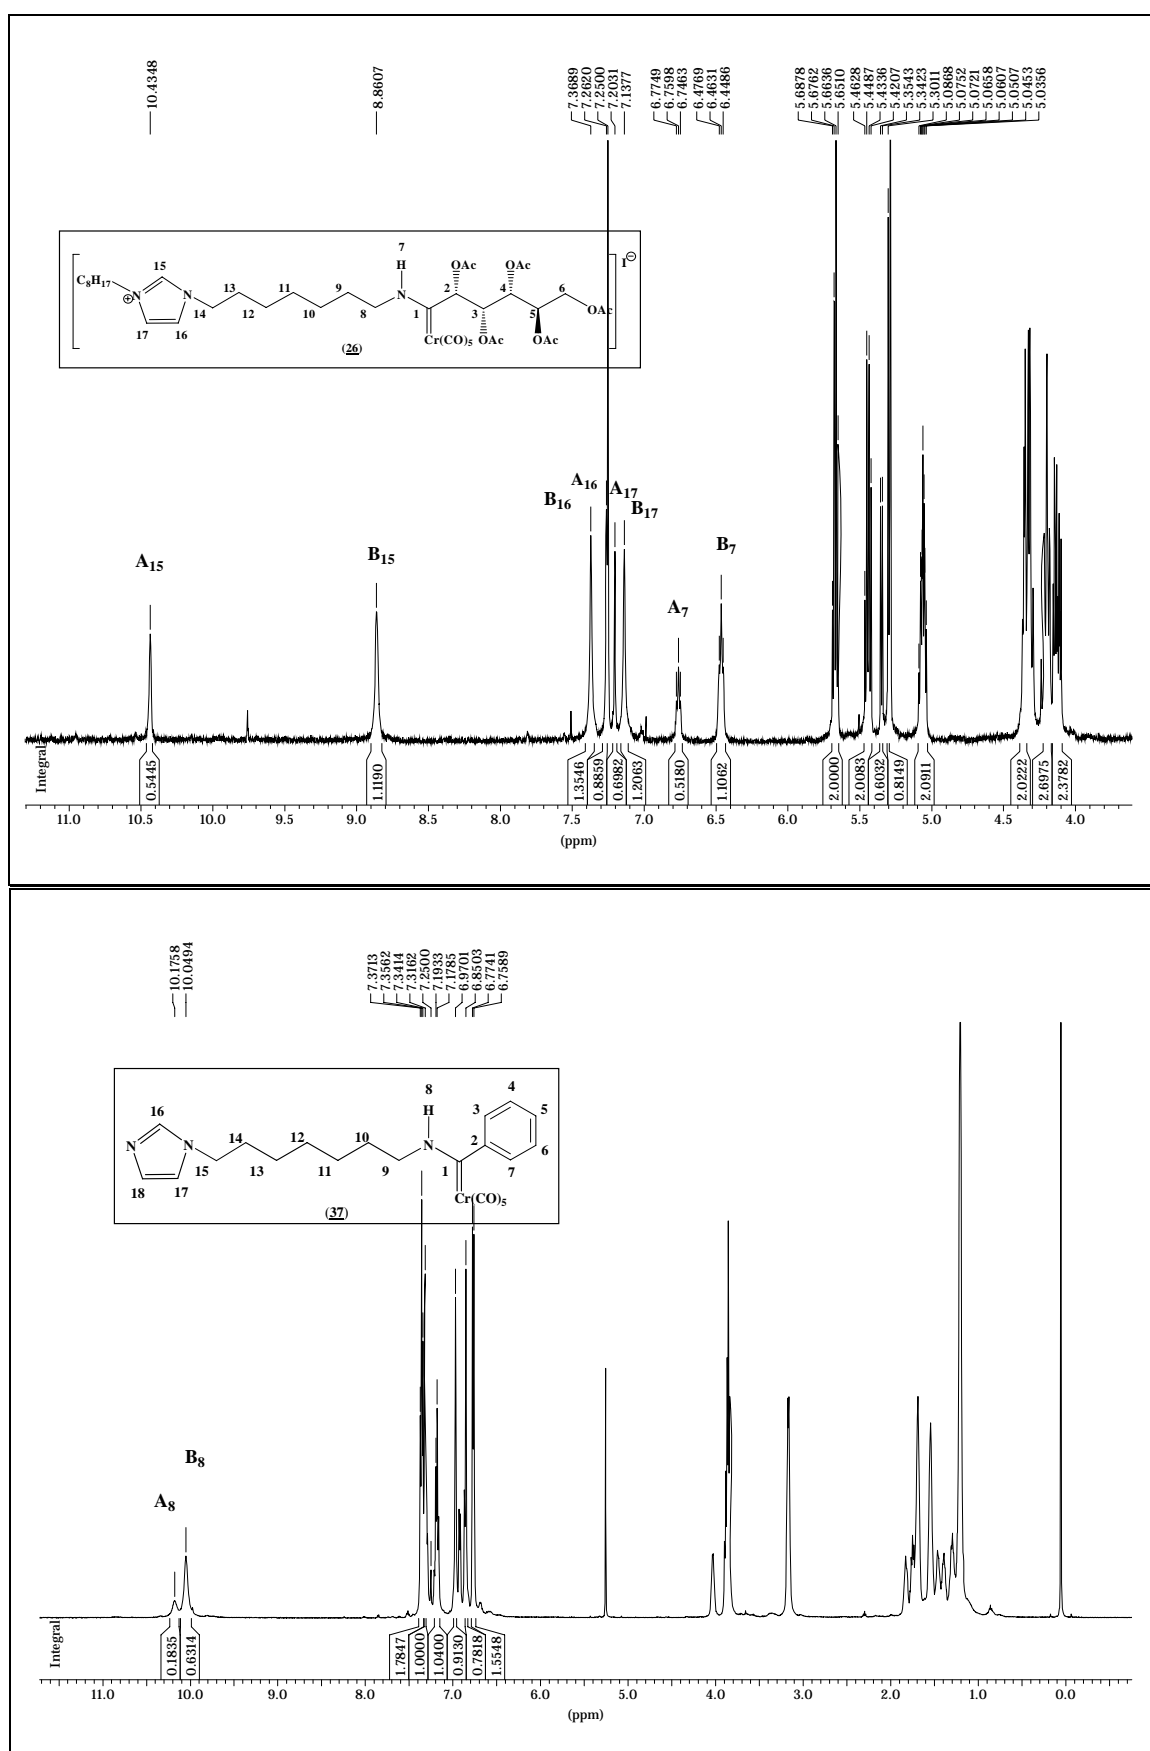 10.4348
8.8607
7.3689
7.2620
7.2500
7.2031
7.1377
6.7749
6.7598
6.7463
6.4769
6.4631
6.4486
5.6878
5.6762
5.6636
5.6510
5.4628
5.4487
5.4336
5.4207
5.3543
5.3423
5.3011
5.0868
5.0752
5.0721
5.0658
5.0607
5.0507
5.0453
5.0356
7
H
OAc OAc
I⊖
C8H17 15 13 11 9 2 4 6
N ⊕ N N OAc
14 12 10 8 1 3 5
17 16 Cr(CO)5 OAc OAc
(26)
A15
B15
B16
A16
A17
B17
A7
B7
Integral
0.5445
1.1190
1.3546
0.8859
0.6982
1.2063
0.5180
1.1062
2.0000
2.0083
0.6032
0.8149
2.0911
2.0222
2.6975
2.3782
11.0 10.5 10.0 9.5 9.0 8.5 8.0 7.5 7.0 6.5 6.0 5.5 5.0 4.5 4.0
(ppm)
10.1758
10.0494
7.3713
7.3562
7.3414
7.3162
7.2500
7.1933
7.1785
6.9701
6.8503
6.7741
6.7589
8 4
H 3 5
16 14 12 10 2 6
N N N
15 13 11 9 1 7
18 17 Cr(CO)5
(37)
B8
A8
Integral
0.1835
0.6314
1.7847
1.0000
1.0400
0.9130
0.7818
1.5548
11.0 10.0 9.0 8.0 7.0 6.0 5.0 4.0 3.0 2.0 1.0 0.0
(ppm)